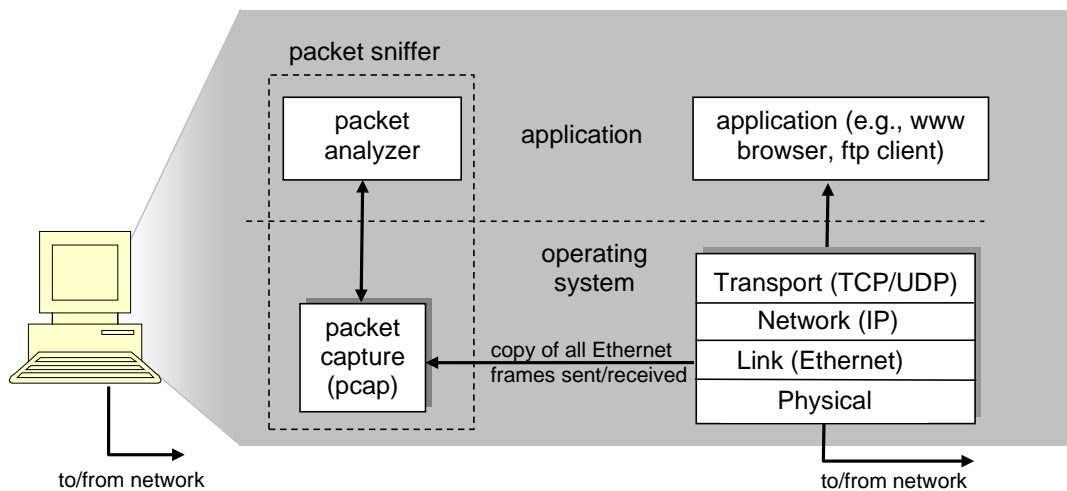 packet sniffer
packet
analyzer
application
application (e.g., www
browser, ftp client)
operating
system
packet
capture
(pcap)
copy of all Ethernet
frames sent/received
Transport (TCP/UDP)
Network (IP)
Link (Ethernet)
Physical
to/from network
to/from network